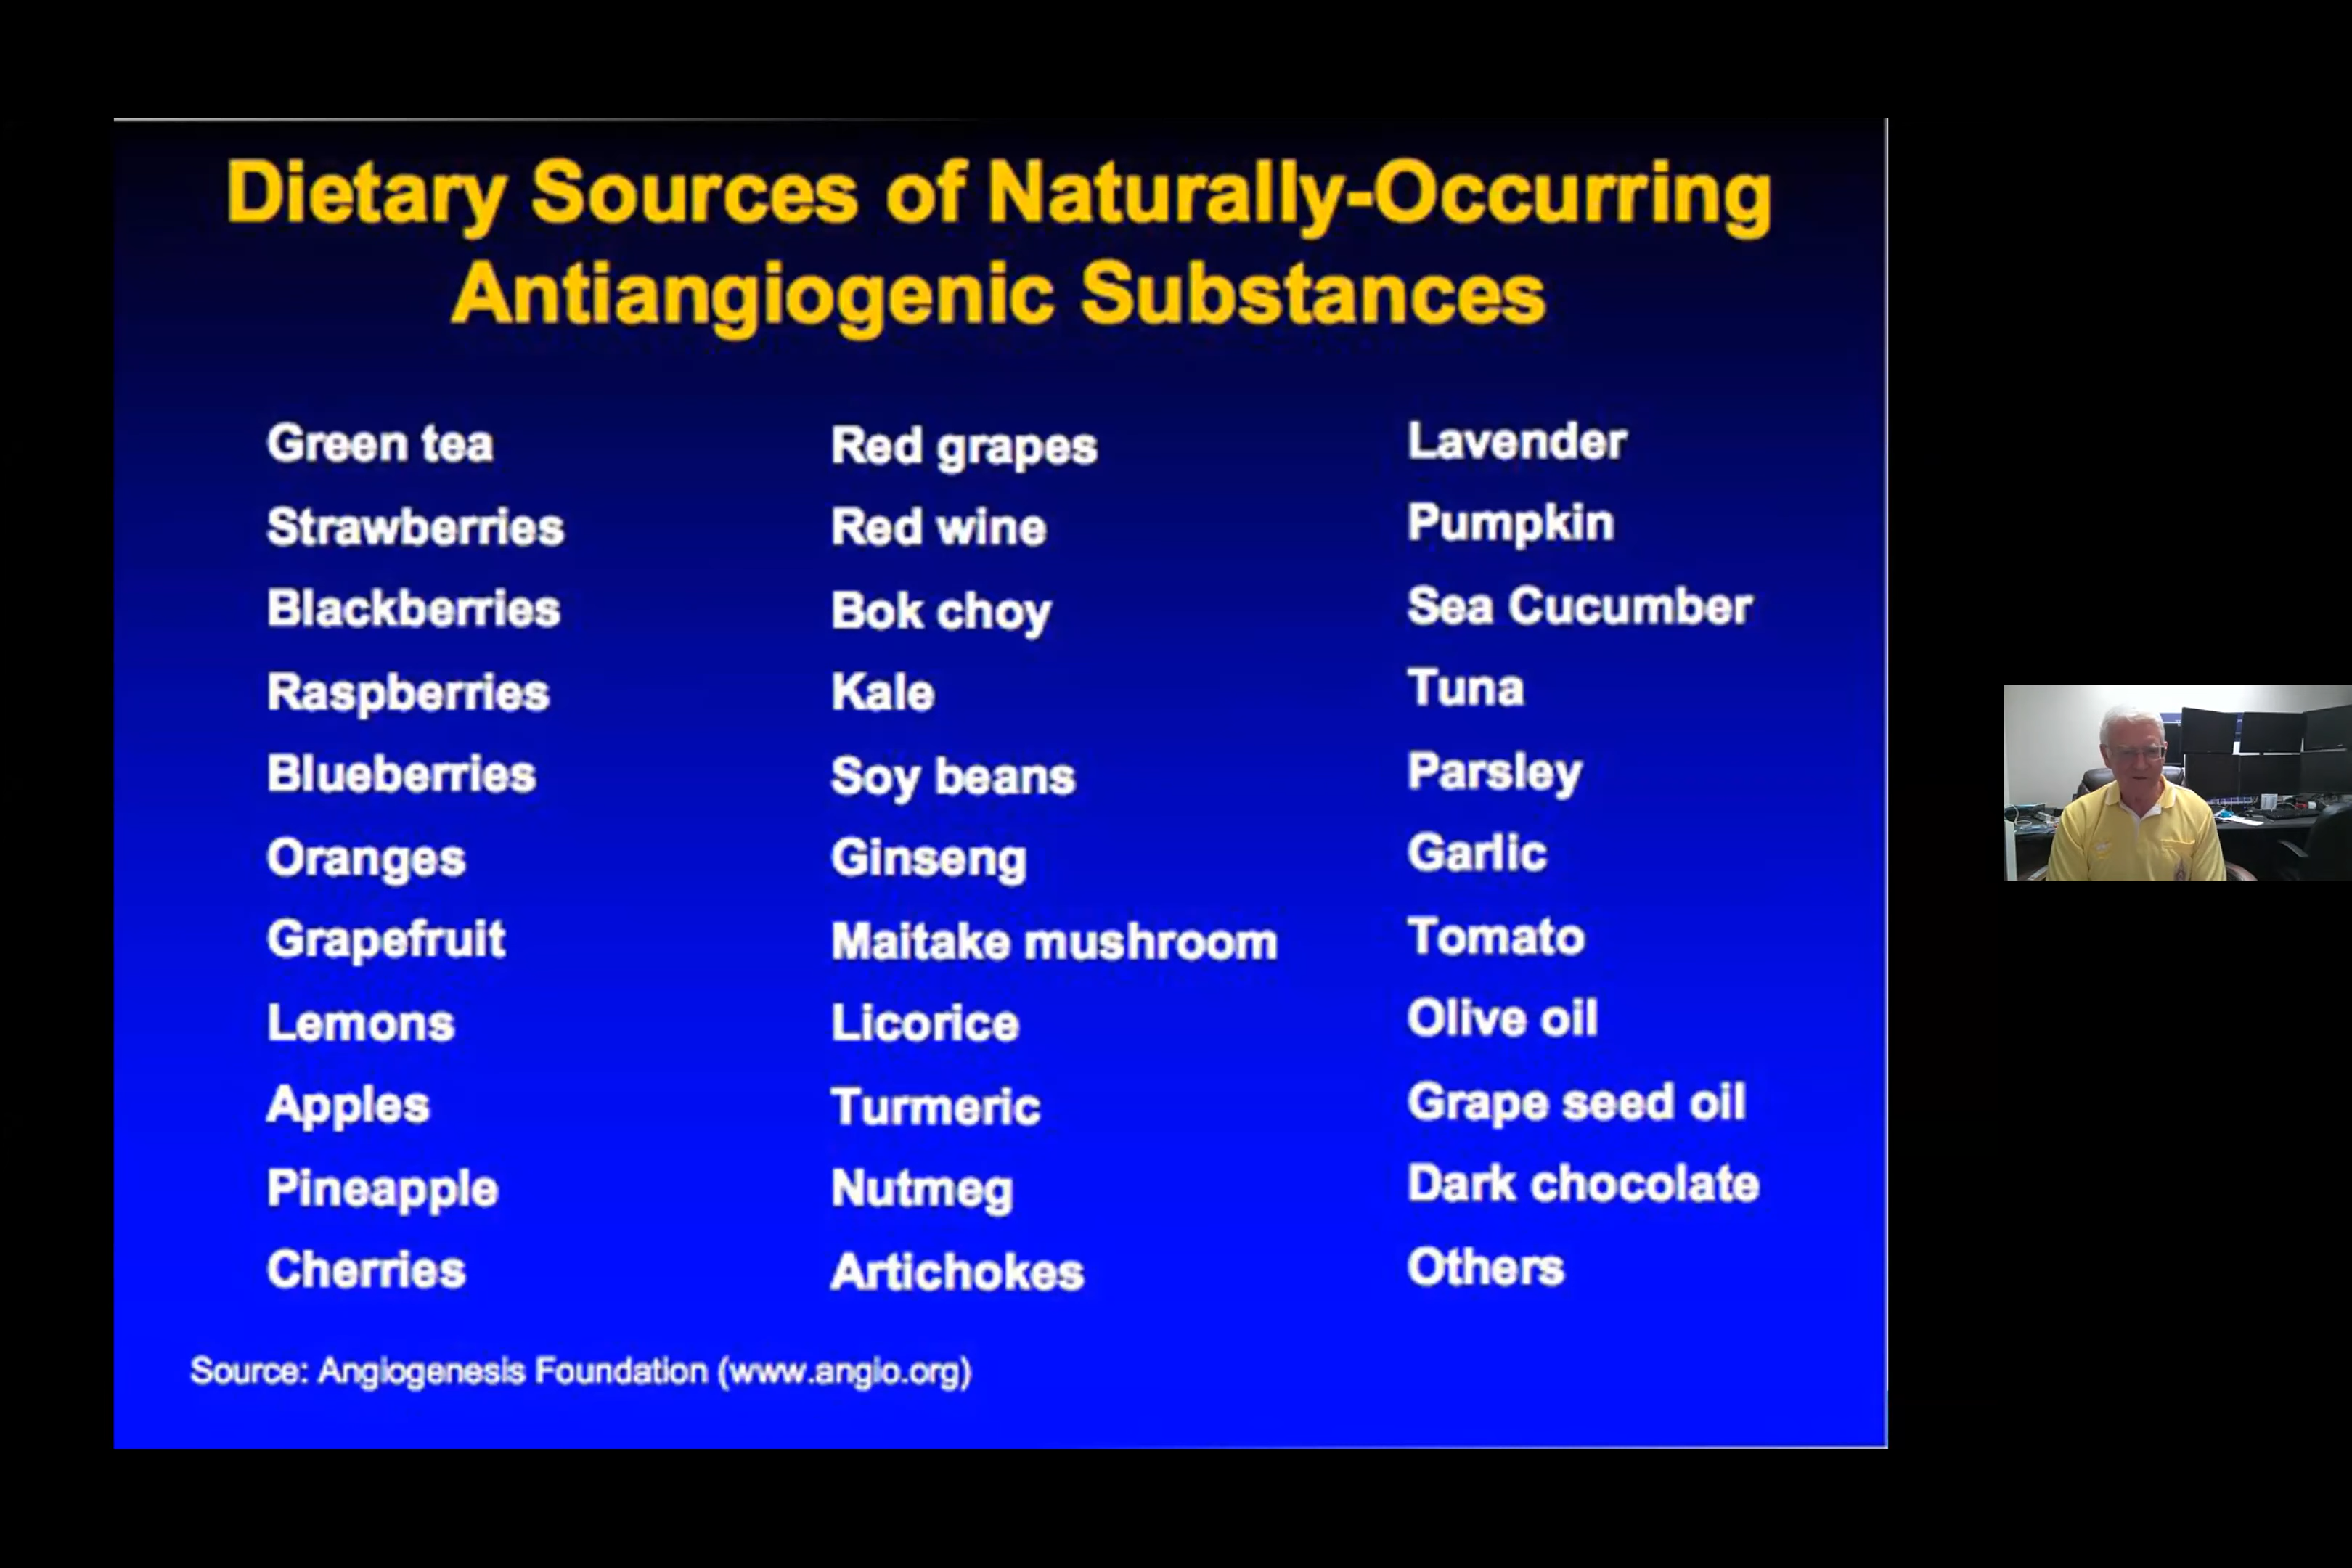 Dietary Sources of Naturally-Occurring
Antiangiogenic Substances
Green tea
Strawberries
Blackberries
Raspberries
Blueberries
Oranges
Grapefruit
Lemons
Apples
Pineapple
Cherries
Red grapes
Red wine
Bok choy
Kale
Soy beans
Ginseng
Maitake mushroom
Licorice
Turmeric
Nutmeg
Artichokes
Lavender
Pumpkin
Sea Cucumber
Tuna
Parsley
Garlic
Tomato
Olive oil
Grape seed oil
Dark chocolate
Others
Source: Angiogenesis Foundation (www.angio.org)